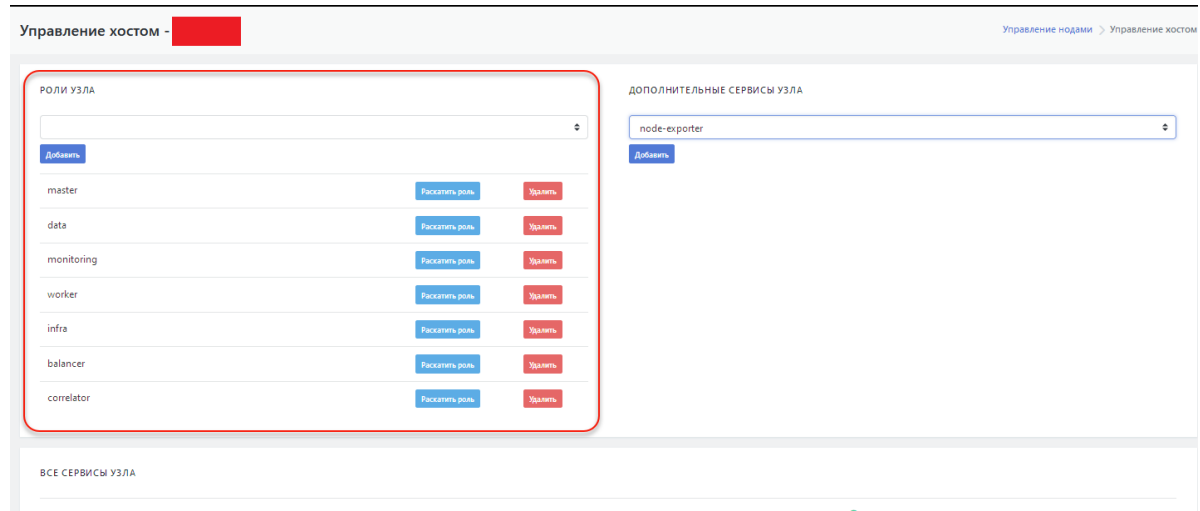 Управление хостом -
Управление нодами > Управление хостом
РОЛИ УЗЛА
Добавить
master Раскатить роль Удалить
data Раскатить роль Удалить
monitoring Раскатить роль Удалить
worker Раскатить роль Удалить
infra Раскатить роль Удалить
balancer Раскатить роль Удалить
correlator Раскатить роль Удалить
ДОПОЛНИТЕЛЬНЫЕ СЕРВИСЫ УЗЛА
node-exporter
Добавить
ВСЕ СЕРВИСЫ УЗЛА